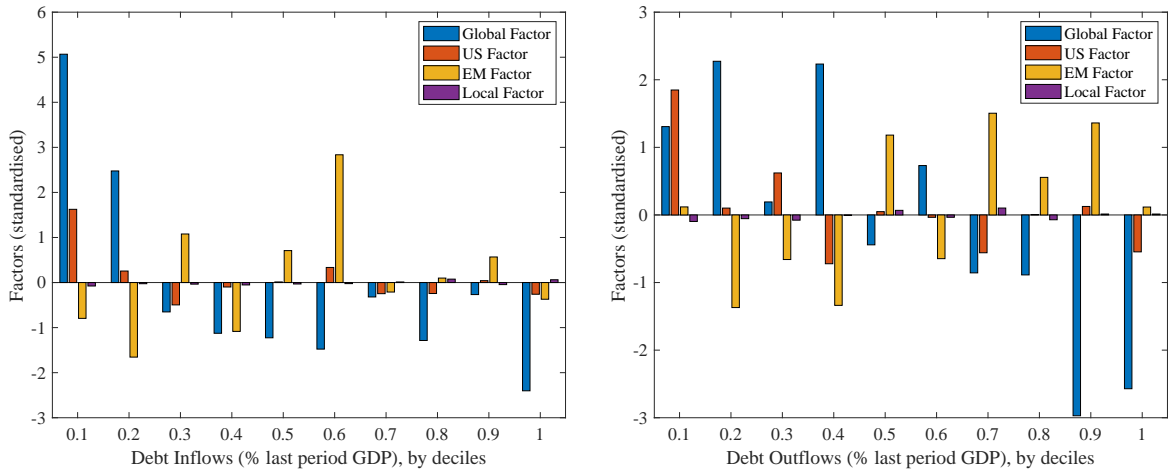 6
5
4
3
2
1
0
-1
-2
-3
Factors (standardised)
Global Factor
US Factor
EM Factor
Local Factor
0.1 0.2 0.3 0.4 0.5 0.6 0.7 0.8 0.9 1
Debt Inflows (% last period GDP), by deciles
3
2
1
0
-1
-2
-3
Factors (standardised)
Global Factor
US Factor
EM Factor
Local Factor
0.1 0.2 0.3 0.4 0.5 0.6 0.7 0.8 0.9 1
Debt Outflows (% last period GDP), by deciles